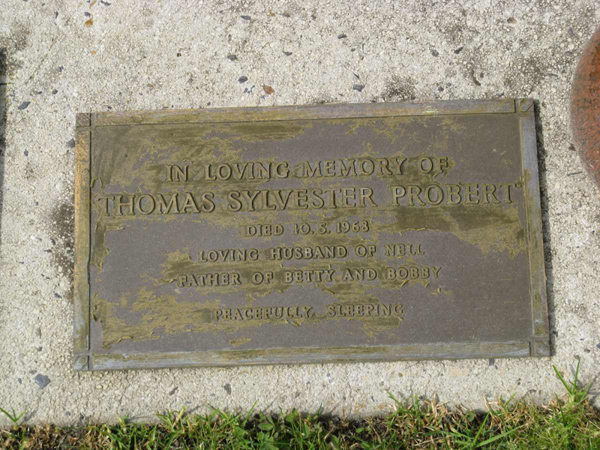 IN LOVING MEMORY OF
THOMAS SYLVESTER PROBERT
DIED 10.5.1968
LOVING HUSBAND OF NELL
FATHER OF BETTY AND BOBBY
PEACEFULLY SLEEPING